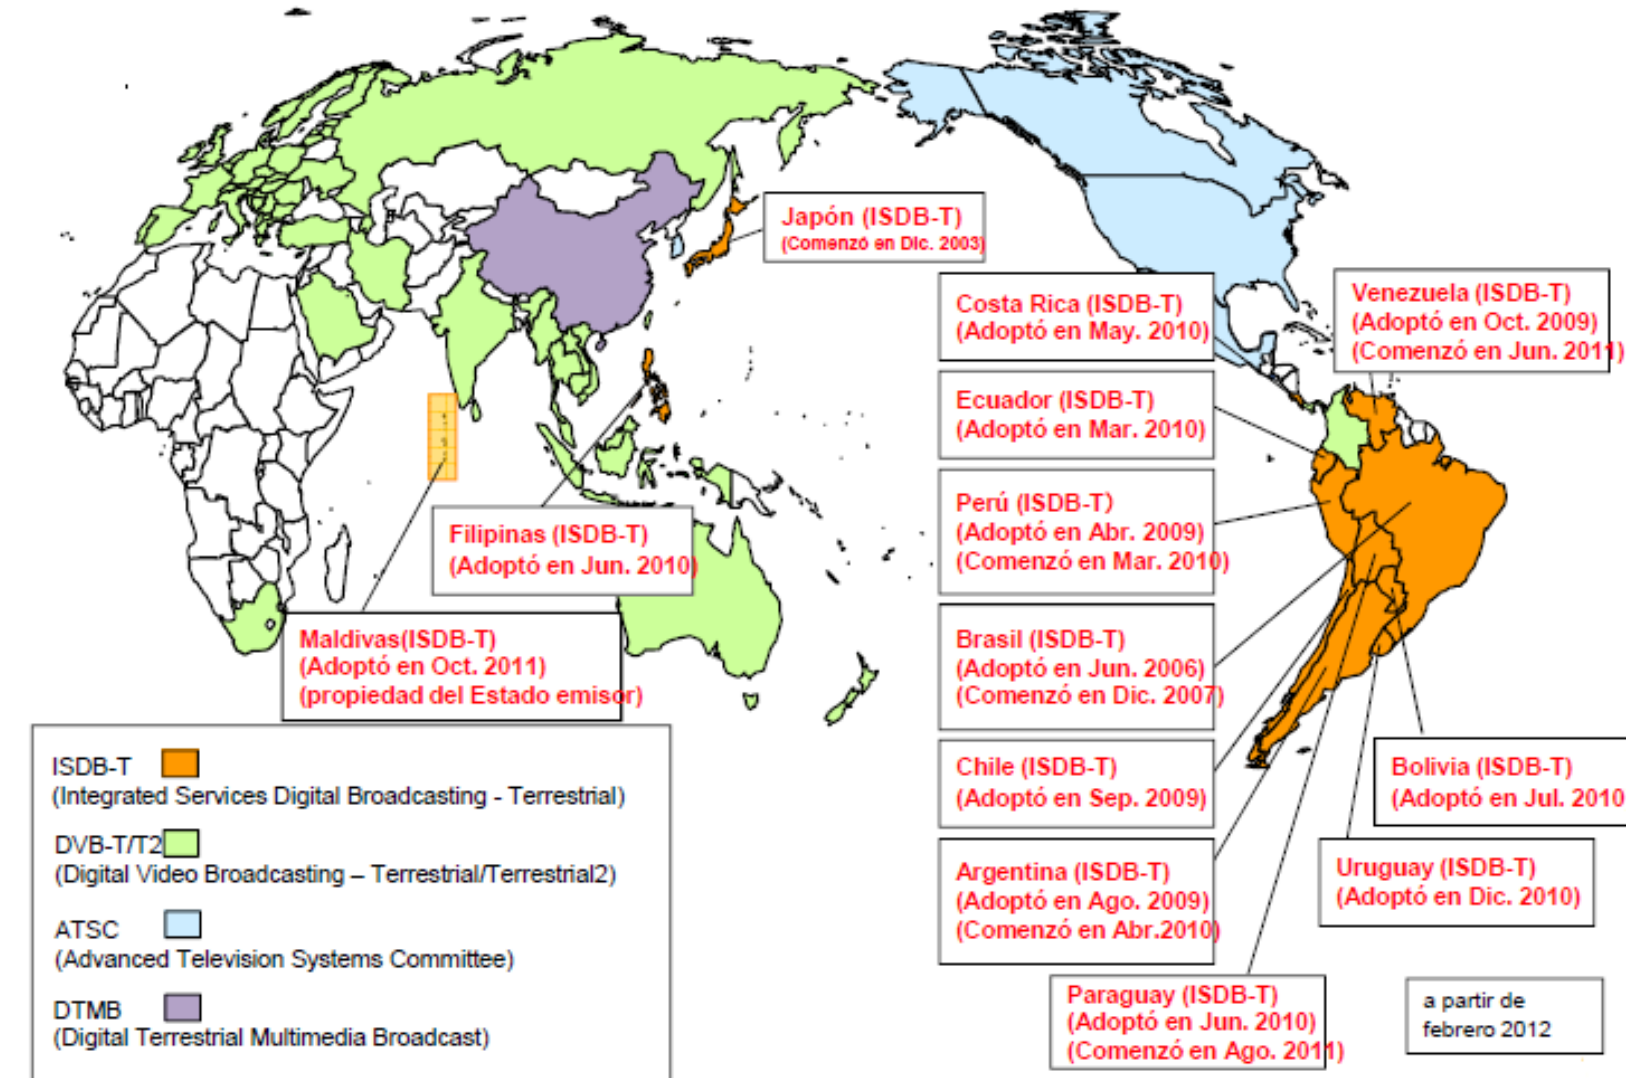 Japón (ISDB-T)
(Comenzó en Dic. 2003)
Costa Rica (ISDB-T)
(Adoptó en May. 2010)
Venezuela (ISDB-T)
(Adoptó en Oct. 2009)
(Comenzó en Jun. 2011)
Ecuador (ISDB-T)
(Adoptó en Mar. 2010)
Perú (ISDB-T)
(Adoptó en Abr. 2009)
(Comenzó en Mar. 2010)
Filipinas (ISDB-T)
(Adoptó en Jun. 2010)
Maldivas(ISDB-T)
(Adoptó en Oct. 2011)
(propiedad del Estado emisor)
Brasil (ISDB-T)
(Adoptó en Jun. 2006)
(Comenzó en Dic. 2007)
Chile (ISDB-T)
(Adoptó en Sep. 2009)
Bolivia (ISDB-T)
(Adoptó en Jul. 2010
Argentina (ISDB-T)
(Adoptó en Ago. 2009)
(Comenzó en Abr.2010)
Uruguay (ISDB-T)
(Adoptó en Dic. 2010)
Paraguay (ISDB-T)
(Adoptó en Jun. 2010)
(Comenzó en Ago. 2011)
a partir de
febrero 2012
ISDB-T
(Integrated Services Digital Broadcasting - Terrestrial)
DVB-T/T2
(Digital Video Broadcasting – Terrestrial/Terrestrial2)
ATSC
(Advanced Television Systems Committee)
DTMB
(Digital Terrestrial Multimedia Broadcast)